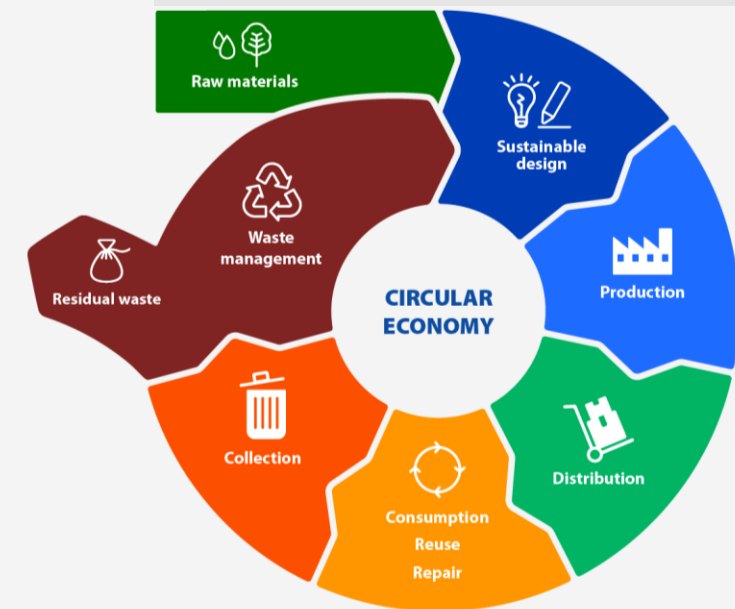 Raw materials
Sustainable
design
Production
Distribution
Consumption
Reuse
Repair
Collection
Waste
management
Residual waste
CIRCULAR
ECONOMY